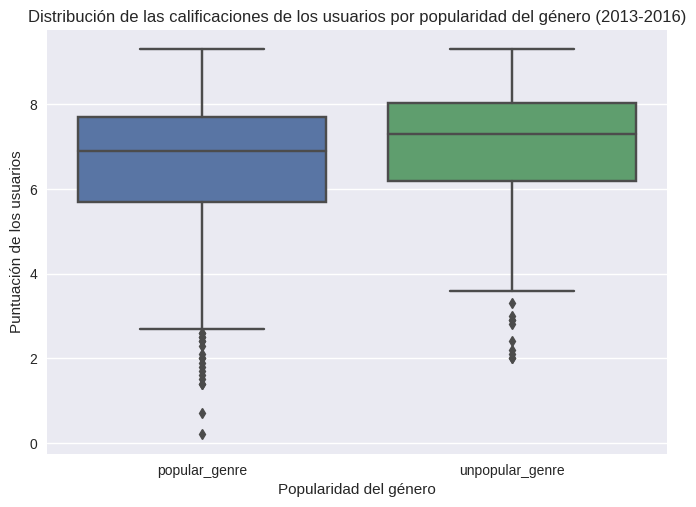 Distribución de las calificaciones de los usuarios por popularidad del género (2013-2016)
Puntuación de los usuarios
8
6
4
2
0
popular_genre
unpopular_genre
Popularidad del género